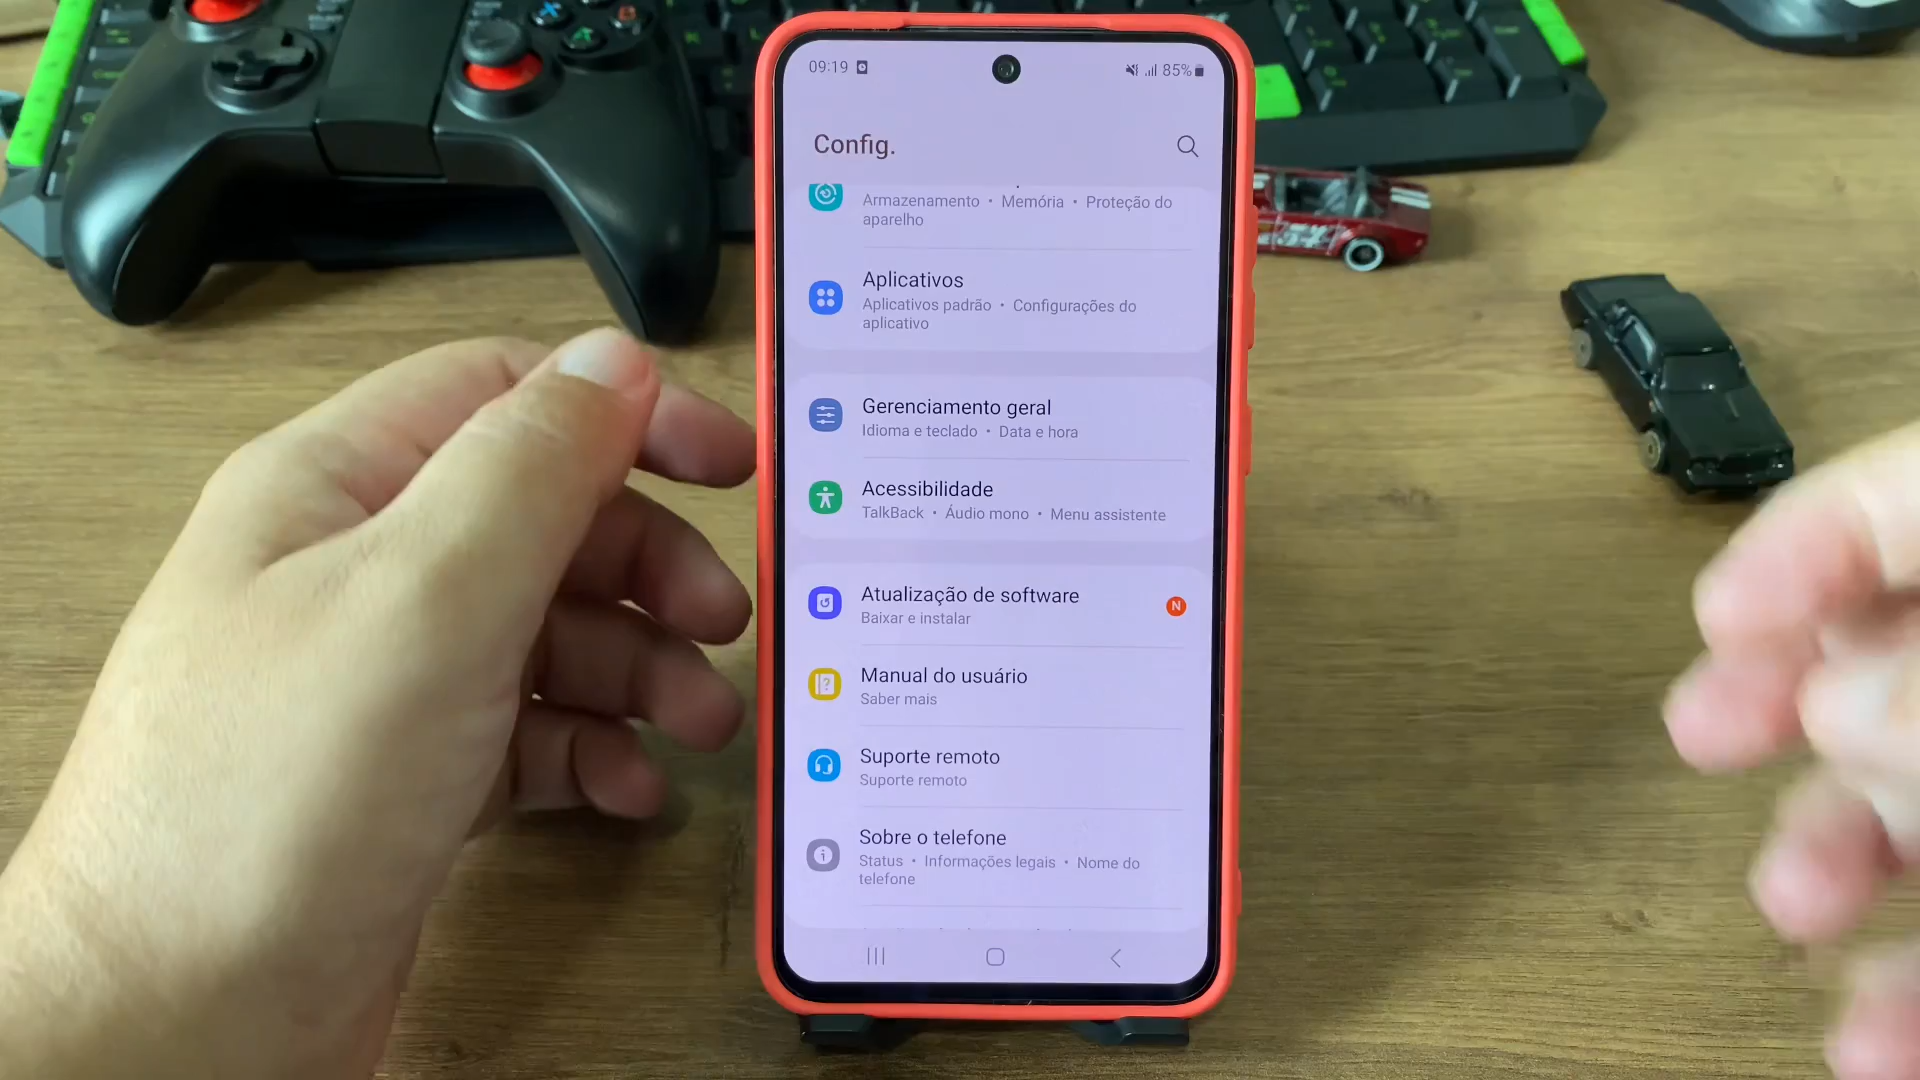 09:19
85%
Config.
Armazenamento • Memória • Proteção do
aparelho
Aplicativos
Aplicativos padrão • Configurações do
aplicativo
Gerenciamento geral
Idioma e teclado • Data e hora
Acessibilidade
TalkBack • Áudio mono • Menu assistente
Atualização de software
N
Baixar e instalar
Manual do usuário
Saber mais
Suporte remoto
Suporte remoto
Sobre o telefone
Status • Informações legais • Nome do
telefone